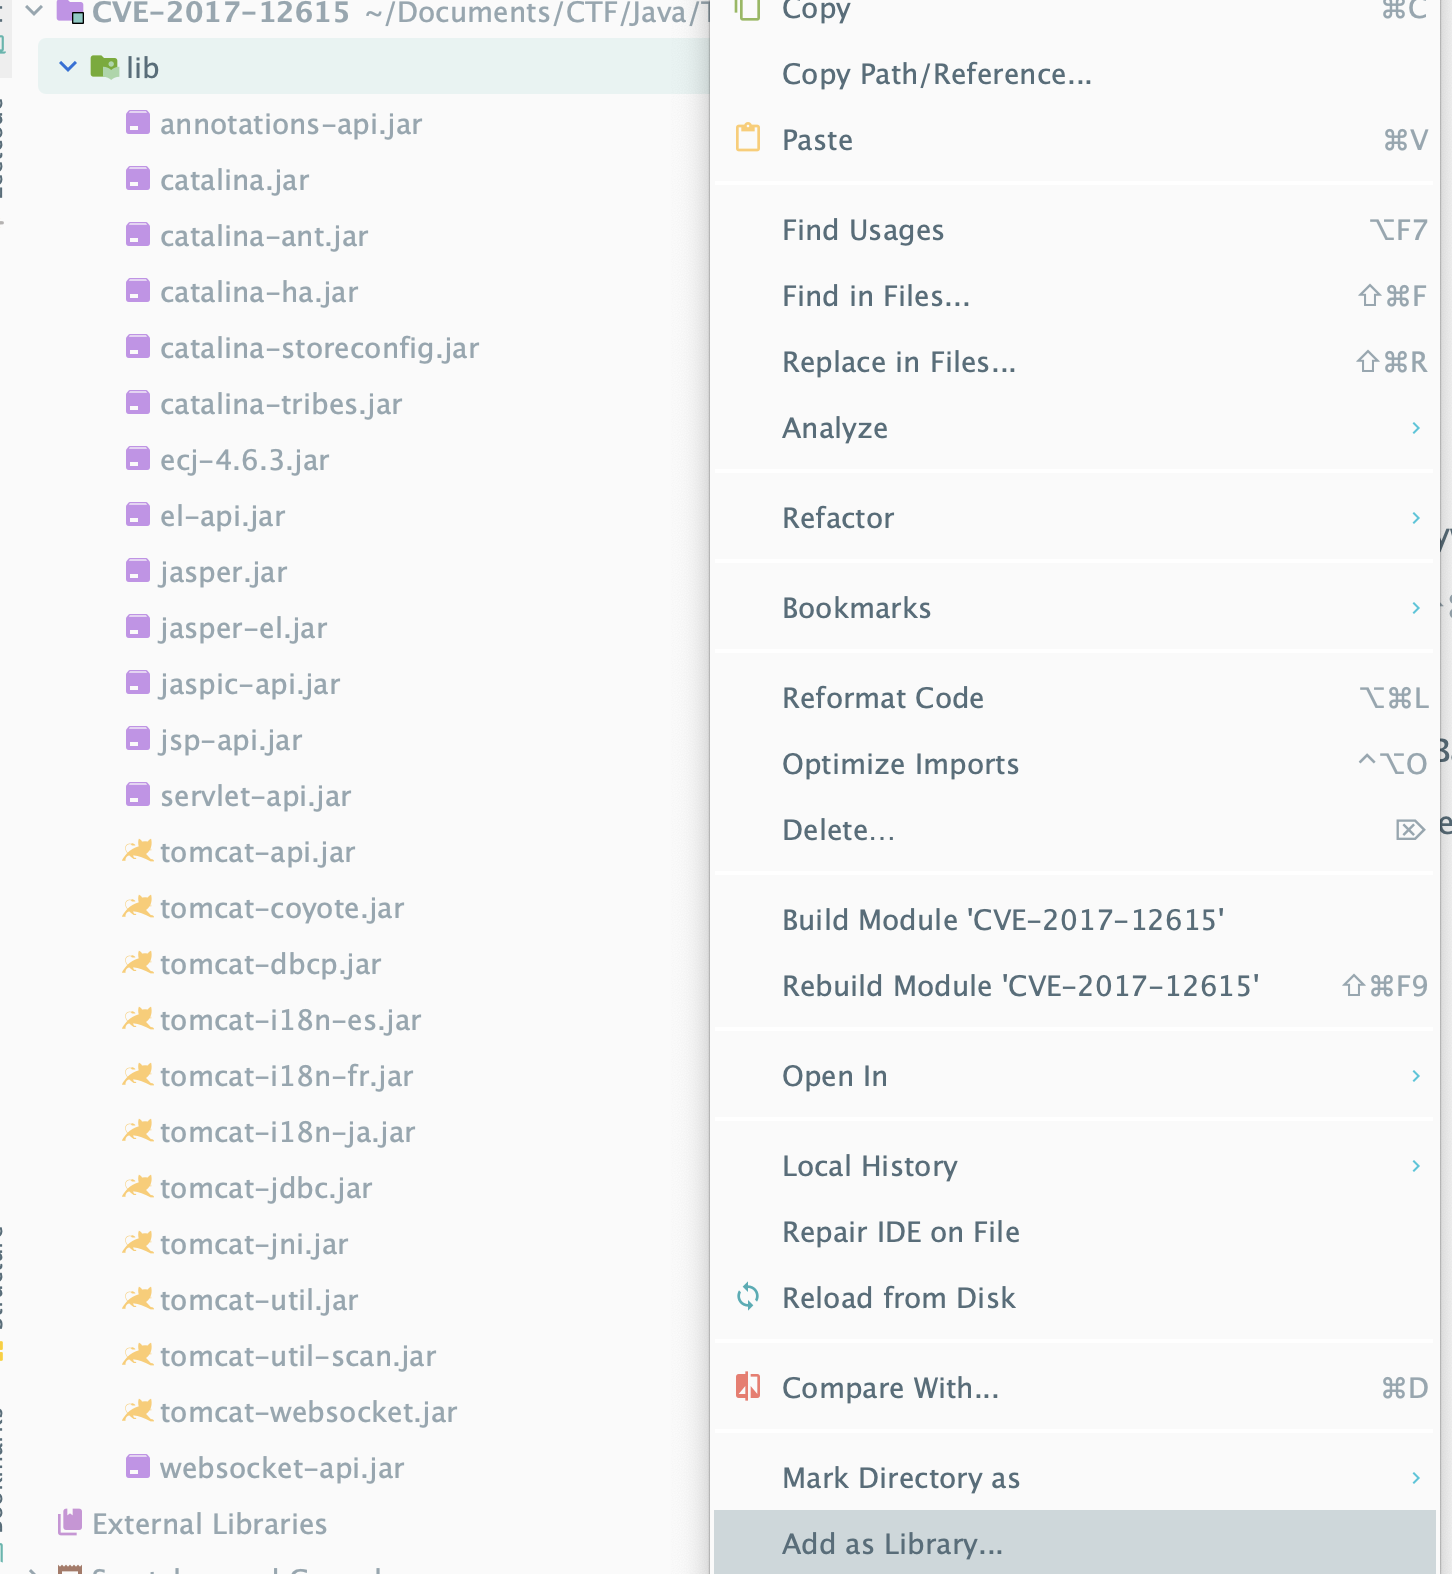 CVE-2017-12615 ~/Documents/CTF/Java/T
lib
annotations-api.jar
catalina.jar
catalina-ant.jar
catalina-ha.jar
catalina-storeconfig.jar
catalina-tribes.jar
ecj-4.6.3.jar
el-api.jar
jasper.jar
jasper-el.jar
jaspic-api.jar
jsp-api.jar
servlet-api.jar
tomcat-api.jar
tomcat-coyote.jar
tomcat-dbcp.jar
tomcat-i18n-es.jar
tomcat-i18n-fr.jar
tomcat-i18n-ja.jar
tomcat-jdbc.jar
tomcat-jni.jar
tomcat-util.jar
tomcat-util-scan.jar
tomcat-websocket.jar
websocket-api.jar
External Libraries
Copy ⌘C
Copy Path/Reference...
Paste ⌘V
Find Usages ⌥F7
Find in Files... ⇧⌘F
Replace in Files... ⇧⌘R
Analyze
Refactor
Bookmarks
Reformat Code ⌥⌘L
Optimize Imports ^⌥O
Delete... ⌦
Build Module 'CVE-2017-12615'
Rebuild Module 'CVE-2017-12615' ⇧⌘F9
Open In
Local History
Repair IDE on File
Reload from Disk
Compare With... ⌘D
Mark Directory as
Add as Library...